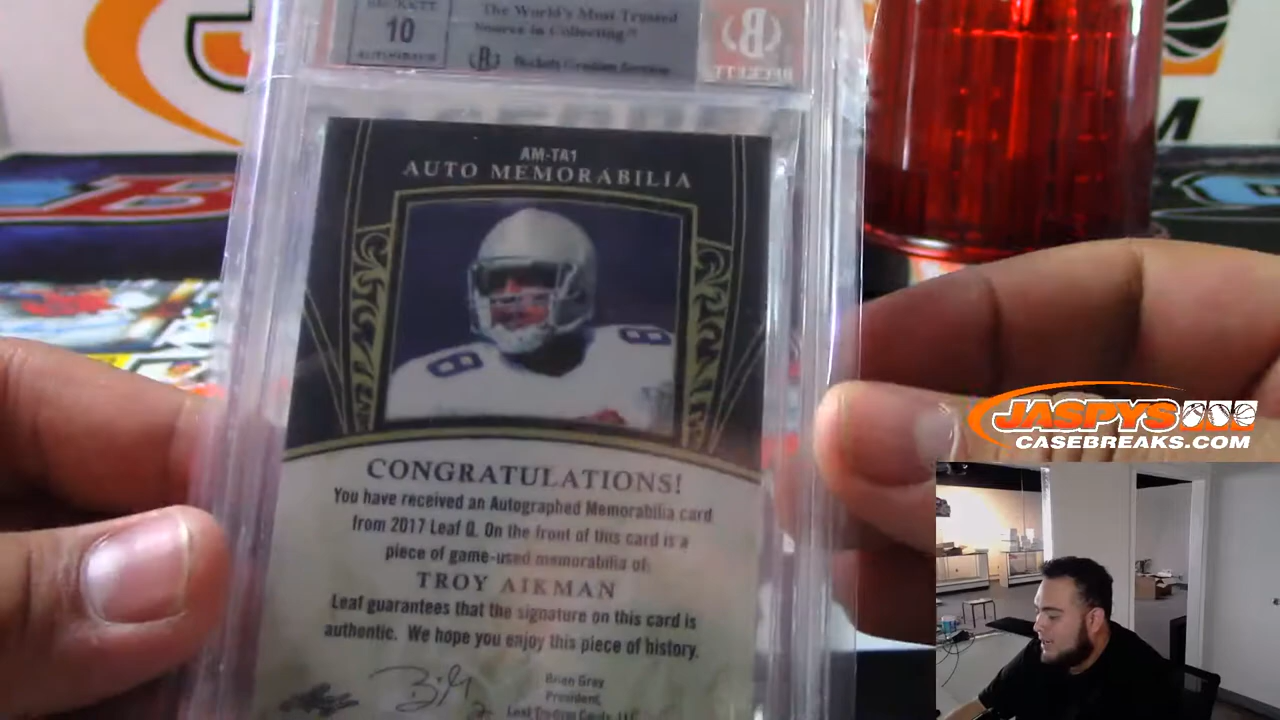 BECKETT
10
AUTOGRAPH
The World's Most Trusted
Source in Collecting™
B
Beckett Grading Services
B
AM-TA1
AUTO MEMORABILIA
8
8
CONGRATULATIONS!
You have received an Autographed Memorabilia card
from 2017 Leaf Q. On the front of this card is a
piece of game-used memorabilia of:
TROY AIKMAN
Leaf guarantees that the signature on this card is
authentic. We hope you enjoy this piece of history.
Brian Gray
President,
Leaf Trading Cards, LLC
JASPYS
CASEBREAKS.COM